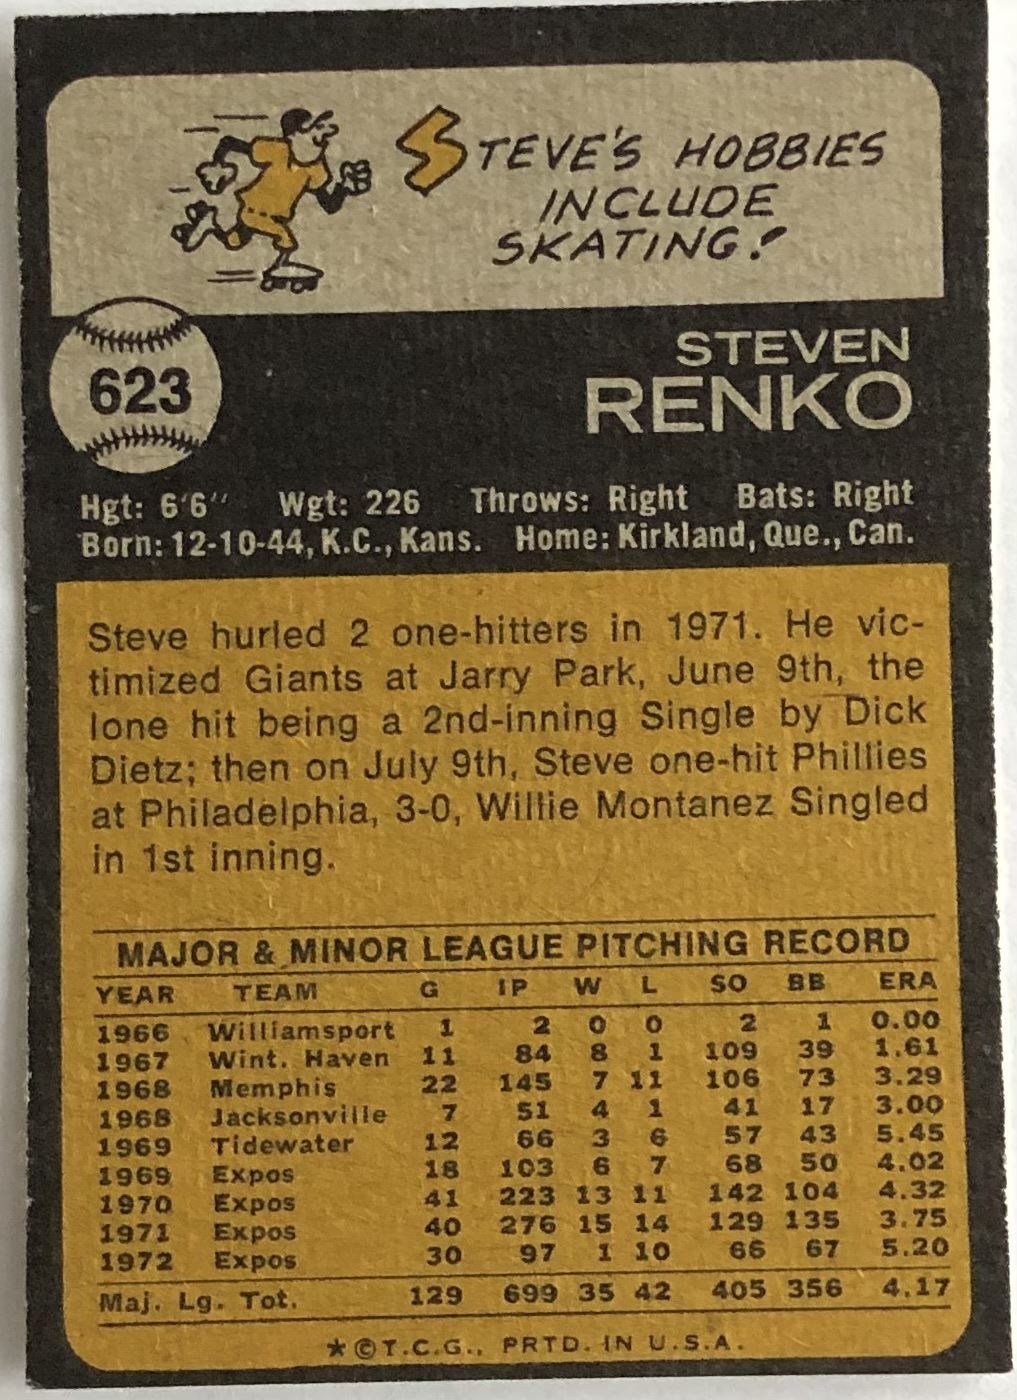 STEVE'S HOBBIES
INCLUDE
SKATING!
623
STEVEN
RENKO
Hgt: 6'6" Wgt: 226 Throws: Right Bats: Right
Born: 12-10-44, K.C., Kans. Home: Kirkland, Que., Can.
Steve hurled 2 one-hitters in 1971. He vic-
timized Giants at Jarry Park, June 9th, the
lone hit being a 2nd-inning Single by Dick
Dietz; then on July 9th, Steve one-hit Phillies
at Philadelphia, 3-0, Willie Montanez Singled
in 1st inning.
MAJOR & MINOR LEAGUE PITCHING RECORD
YEAR TEAM G IP W L SO BB ERA
1966 Williamsport 1 2 0 0 2 1 0.00
1967 Wint. Haven 11 84 8 1 109 39 1.61
1968 Memphis 22 145 7 11 106 73 3.29
1968 Jacksonville 7 51 4 1 41 17 3.00
1969 Tidewater 12 66 3 6 57 43 5.45
1969 Expos 18 103 6 7 68 50 4.02
1970 Expos 41 223 13 11 142 104 4.32
1971 Expos 40 276 15 14 129 135 3.75
1972 Expos 30 97 1 10 66 67 5.20
Maj. Lg. Tot. 129 699 35 42 405 356 4.17
★©T.C.G., PRTD. IN U.S.A.